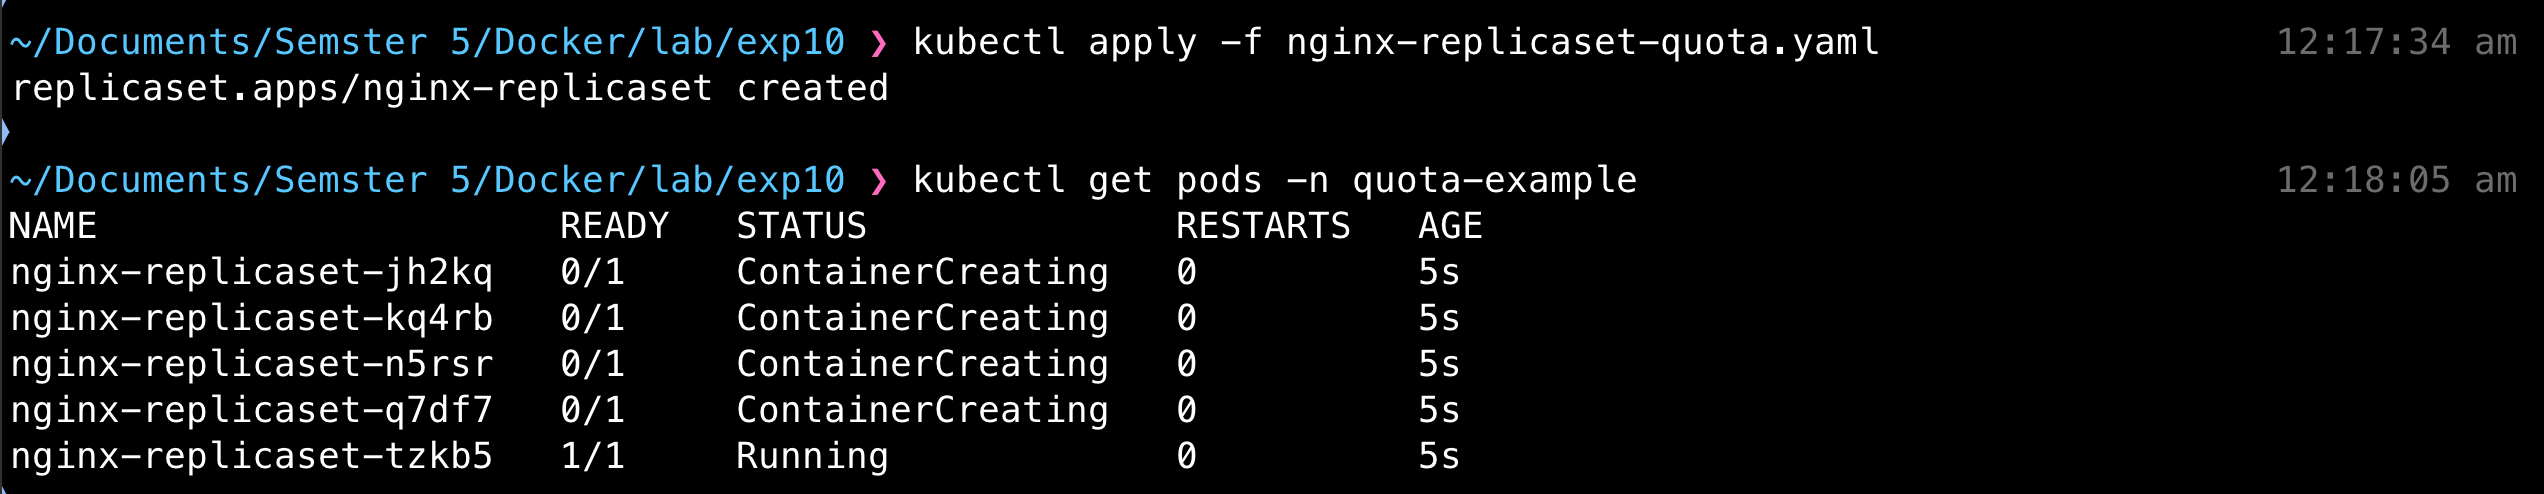 ~/Documents/Semster 5/Docker/lab/exp10 ❯ kubectl apply -f nginx-replicaset-quota.yaml 12:17:34 am
replicaset.apps/nginx-replicaset created
~/Documents/Semster 5/Docker/lab/exp10 ❯ kubectl get pods -n quota-example 12:18:05 am
NAME READY STATUS RESTARTS AGE
nginx-replicaset-jh2kq 0/1 ContainerCreating 0 5s
nginx-replicaset-kq4rb 0/1 ContainerCreating 0 5s
nginx-replicaset-n5rsr 0/1 ContainerCreating 0 5s
nginx-replicaset-q7df7 0/1 ContainerCreating 0 5s
nginx-replicaset-tzkb5 1/1 Running 0 5s